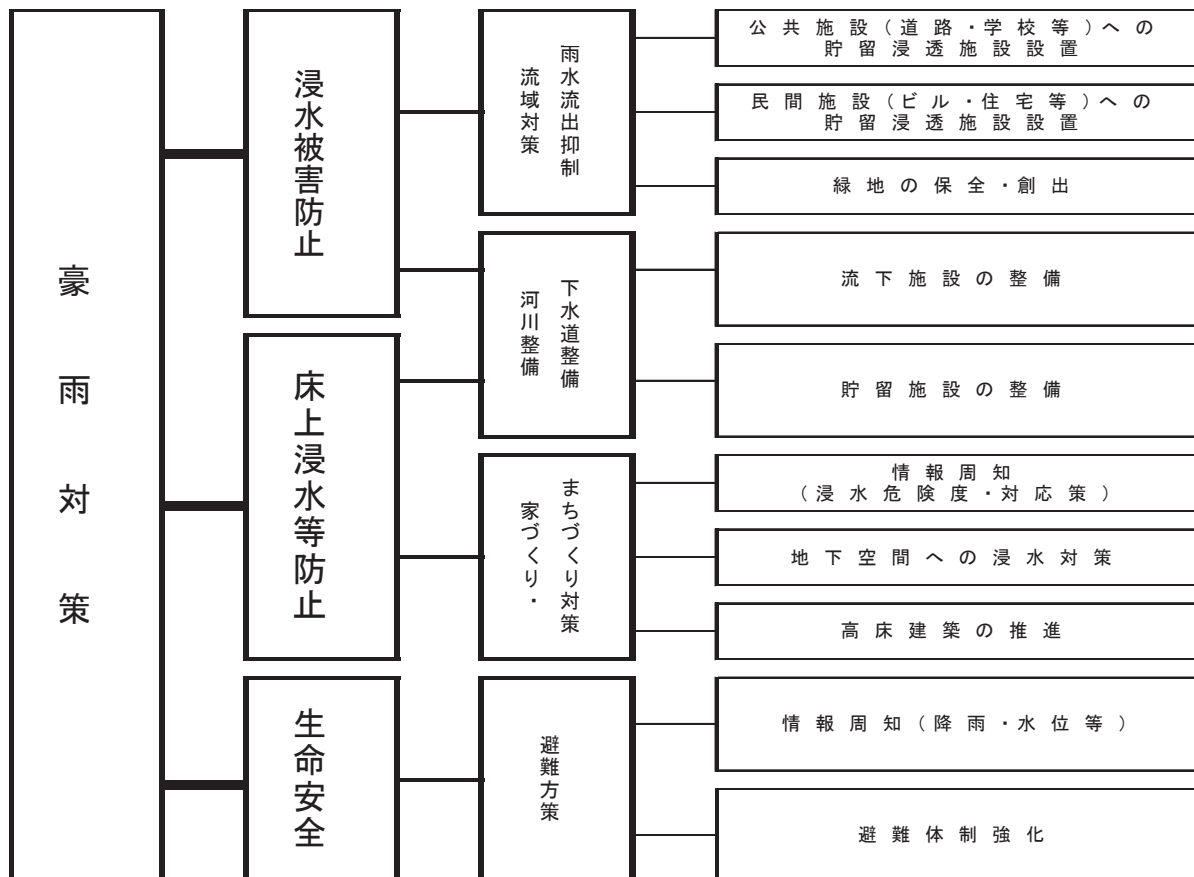 豪雨対策
浸水被害防止
床上浸水等防止
生命安全
雨水流出抑制
流域対策
下水道整備
河川整備
まちづくり対策
家づくり・
避難方策
公共施設(道路・学校等)への
貯留浸透施設設置
民間施設(ビル・住宅等)への
貯留浸透施設設置
緑地の保全・創出
流下施設の整備
貯留施設の整備
情報周知
(浸水危険度・対応策)
地下空間への浸水対策
高床建築の推進
情報周知(降雨・水位等)
避難体制強化